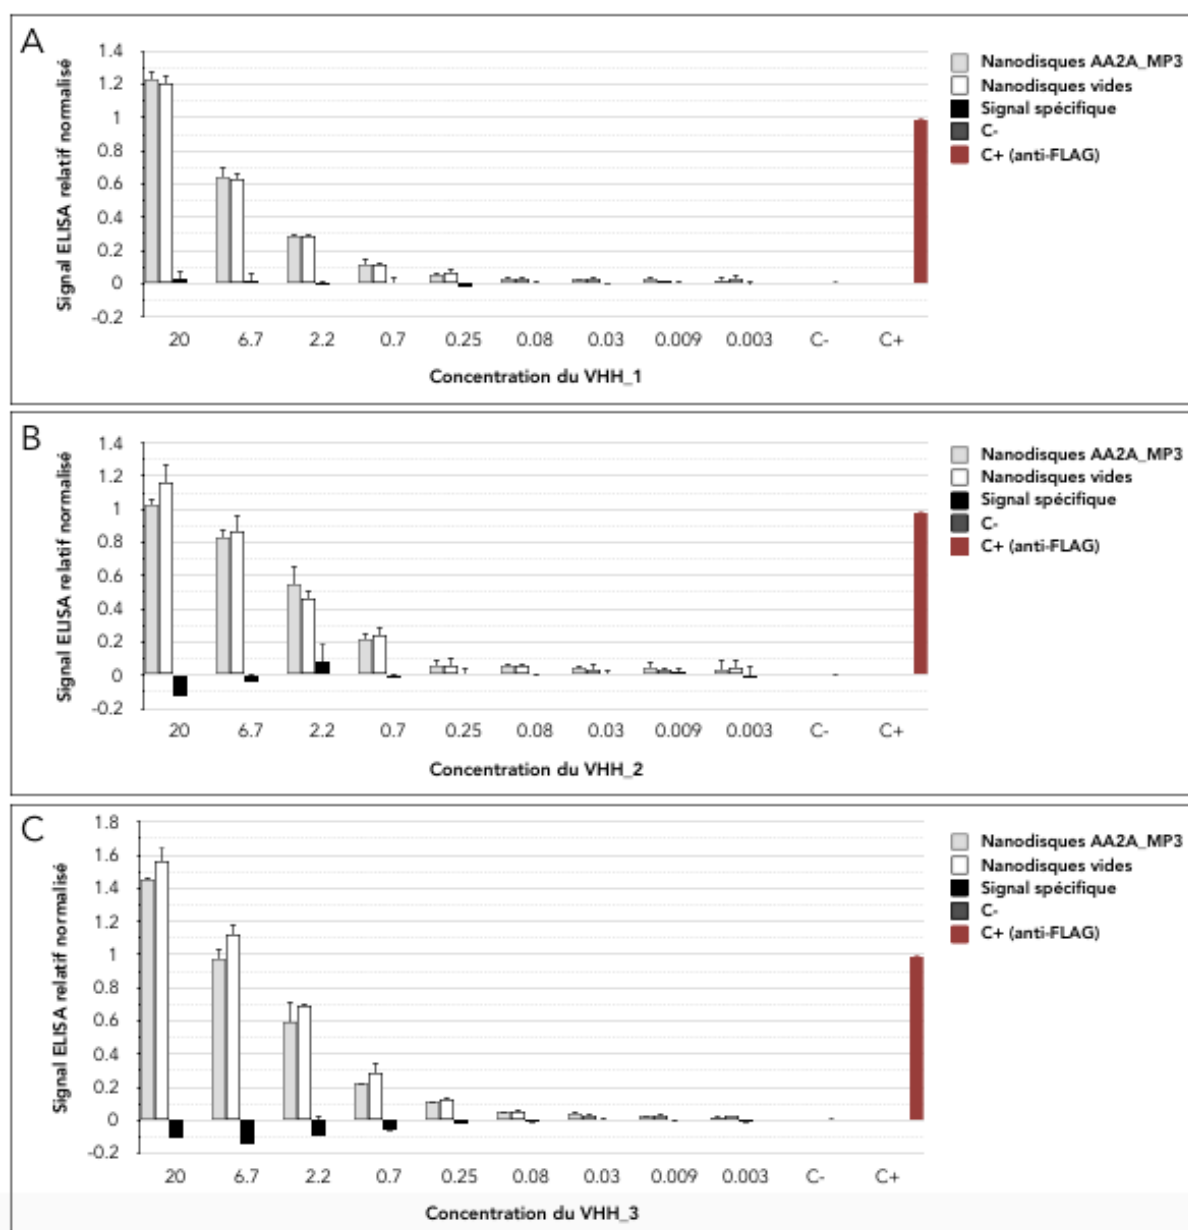 A
Signal ELISA relatif normalisé
1.4
1.2
1
0.8
0.6
0.4
0.2
0
-0.2
20 6.7 2.2 0.7 0.25 0.08 0.03 0.009 0.003 C- C+
Concentration du VHH_1
Nanodisques AA2A_MP3
Nanodisques vides
Signal spécifique
C-
C+ (anti-FLAG)
B
Signal ELISA relatif normalisé
1.4
1.2
1
0.8
0.6
0.4
0.2
0
-0.2
20 6.7 2.2 0.7 0.25 0.08 0.03 0.009 0.003 C- C+
Concentration du VHH_2
Nanodisques AA2A_MP3
Nanodisques vides
Signal spécifique
C-
C+ (anti-FLAG)
C
Signal ELISA relatif normalisé
1.8
1.6
1.4
1.2
1
0.8
0.6
0.4
0.2
0
-0.2
20 6.7 2.2 0.7 0.25 0.08 0.03 0.009 0.003 C- C+
Concentration du VHH_3
Nanodisques AA2A_MP3
Nanodisques vides
Signal spécifique
C-
C+ (anti-FLAG)